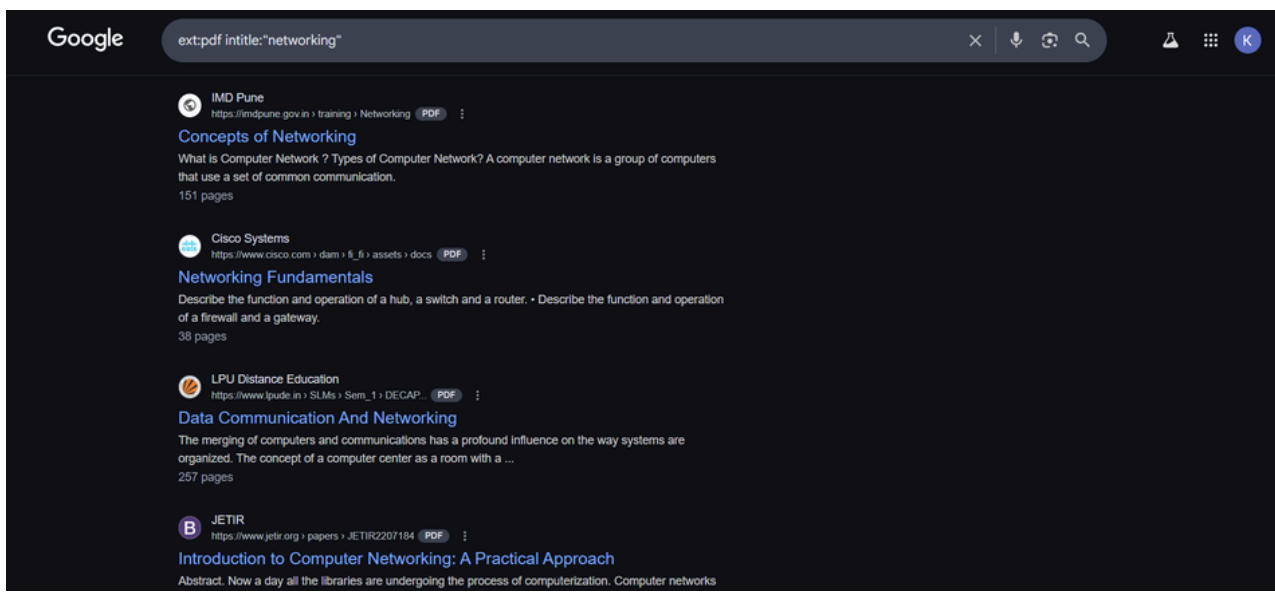 Google
ext:pdf intitle:"networking"
K
IMD Pune
https://imdpune.gov.in › training › Networking PDF
Concepts of Networking
What is Computer Network ? Types of Computer Network? A computer network is a group of computers
that use a set of common communication.
151 pages
Cisco Systems
https://www.cisco.com › dam › fi_fi › assets › docs PDF
Networking Fundamentals
Describe the function and operation of a hub, a switch and a router. • Describe the function and operation
of a firewall and a gateway.
38 pages
LPU Distance Education
https://www.lpude.in › SLMs › Sem_1 › DECAP... PDF
Data Communication And Networking
The merging of computers and communications has a profound influence on the way systems are
organized. The concept of a computer center as a room with a ...
257 pages
B
JETIR
https://www.jetir.org › papers › JETIR2207184 PDF
Introduction to Computer Networking: A Practical Approach
Abstract. Now a day all the libraries are undergoing the process of computerization. Computer networks